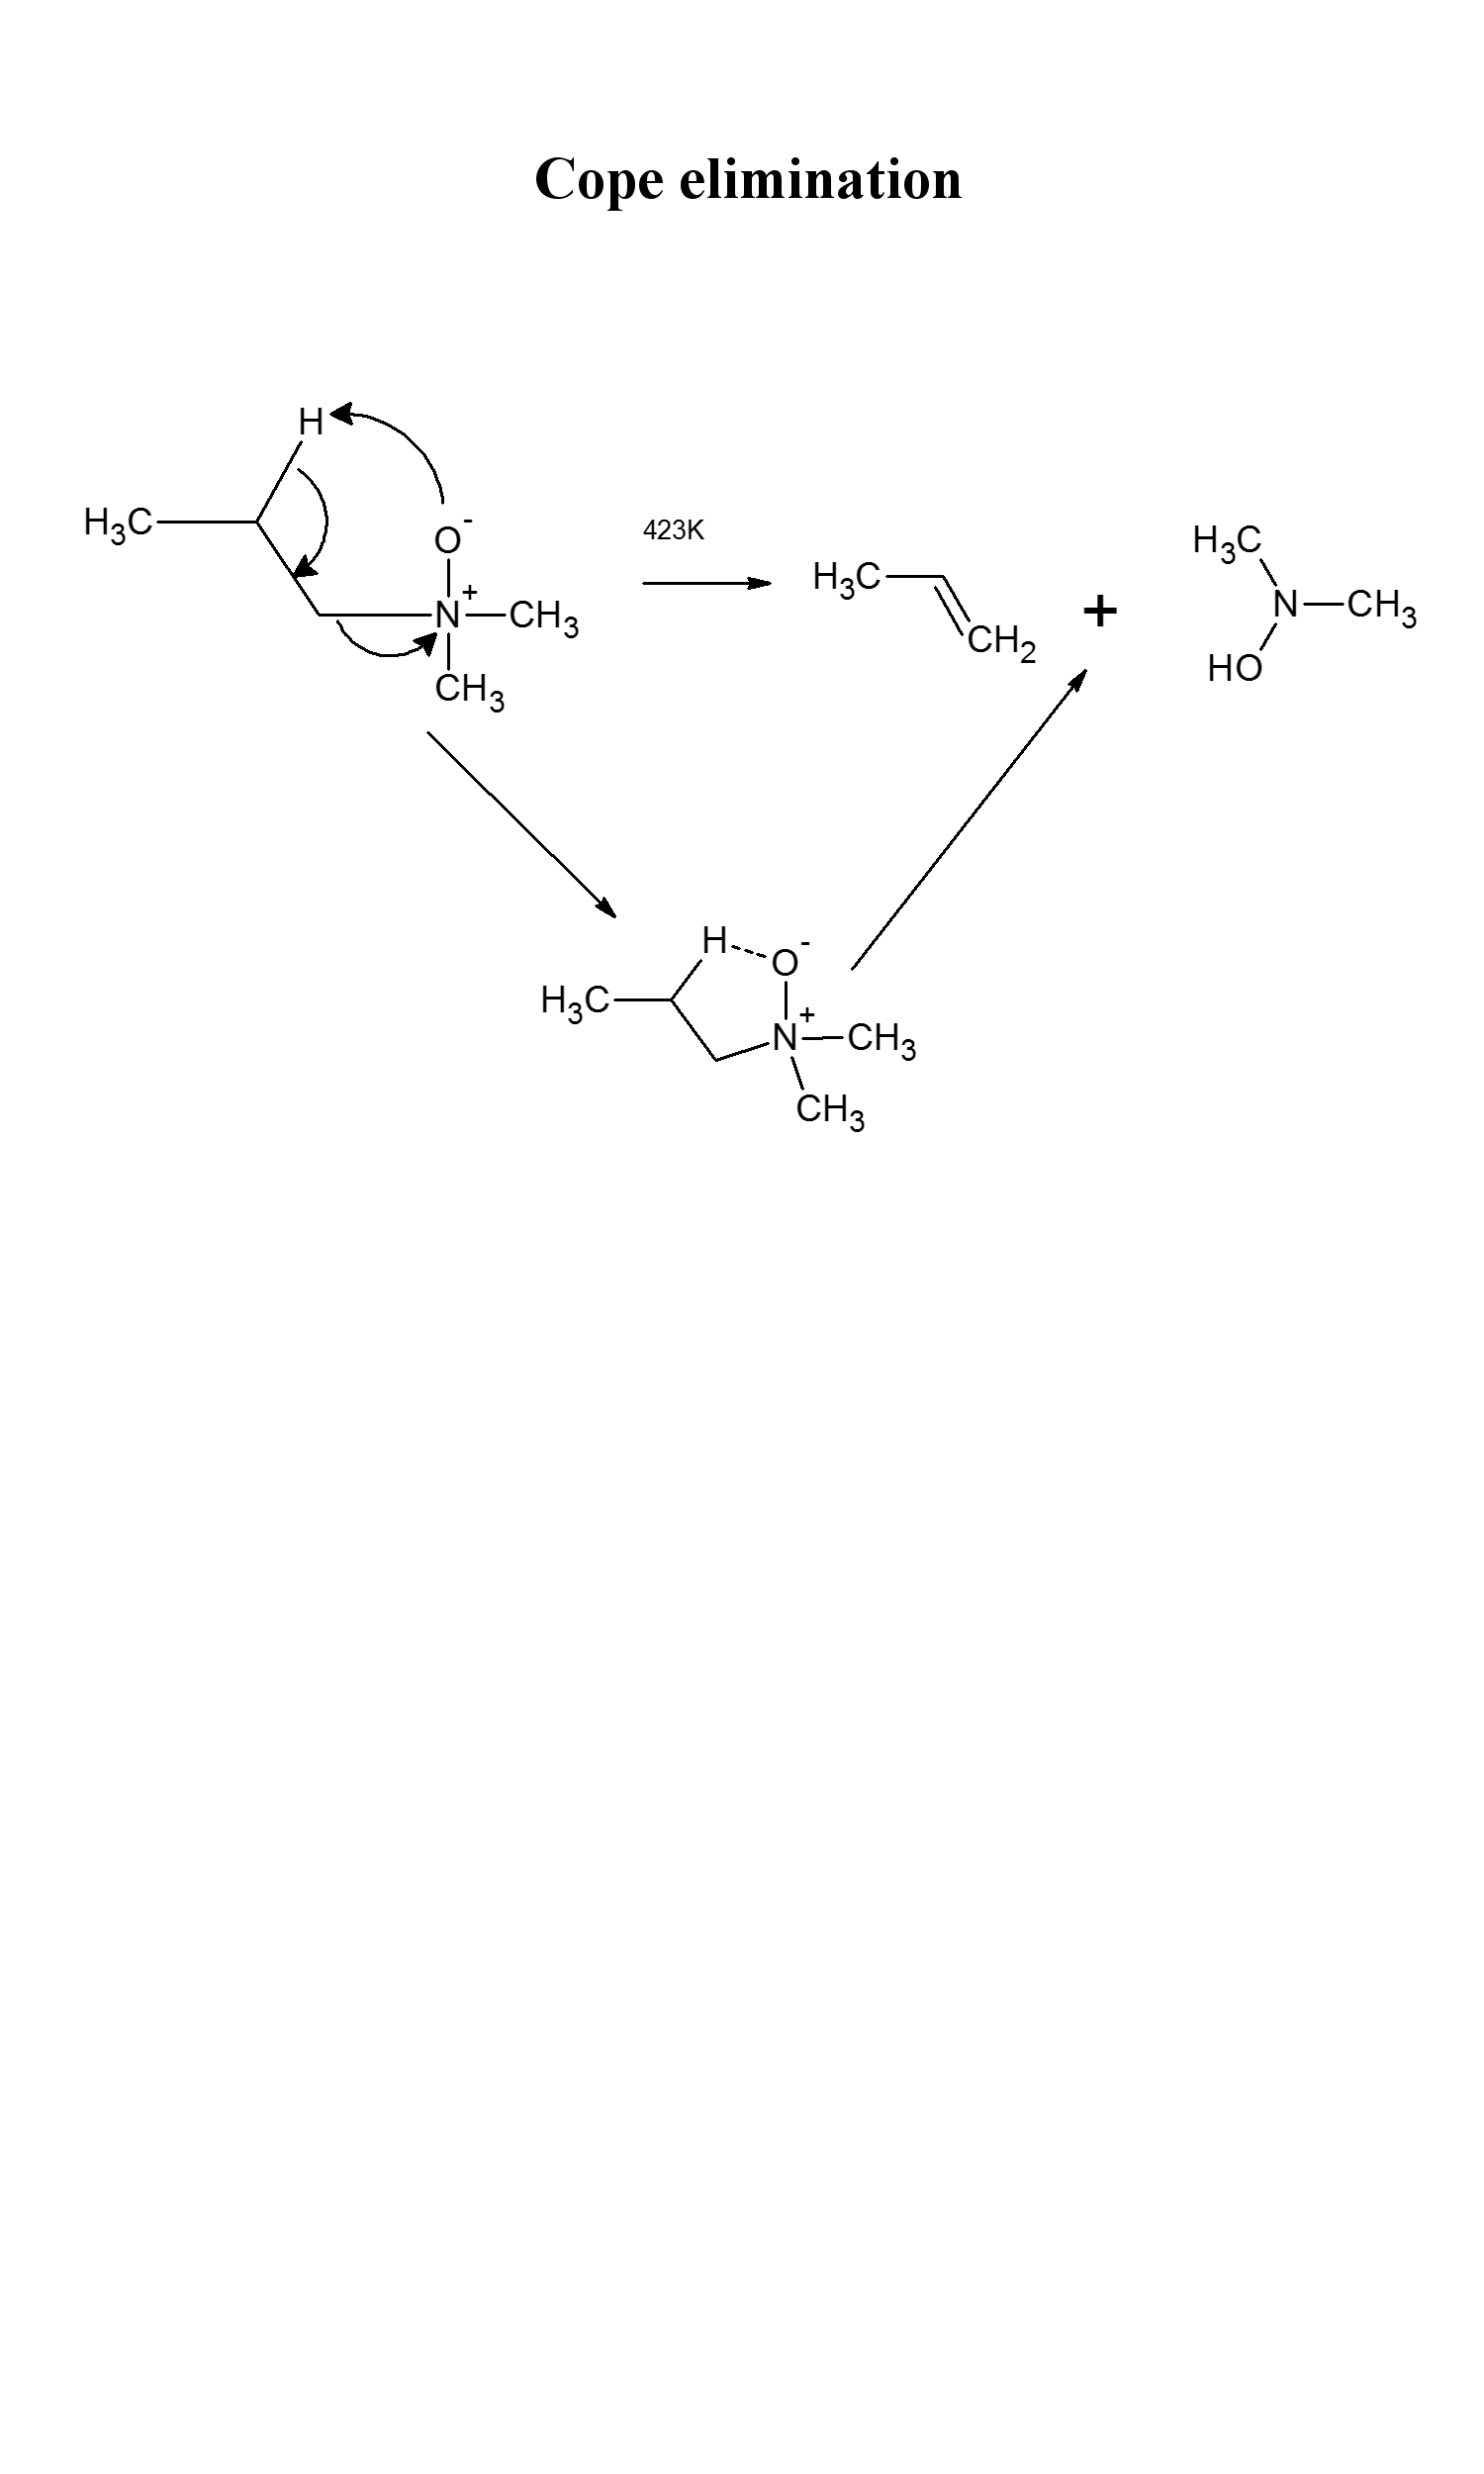 Cope elimination
H
H₃C
O⁻
N⁺
CH₃
CH₃
423K
H₃C
CH₂
+
H₃C
N
CH₃
HO
H
O⁻
H₃C
N⁺
CH₃
CH₃